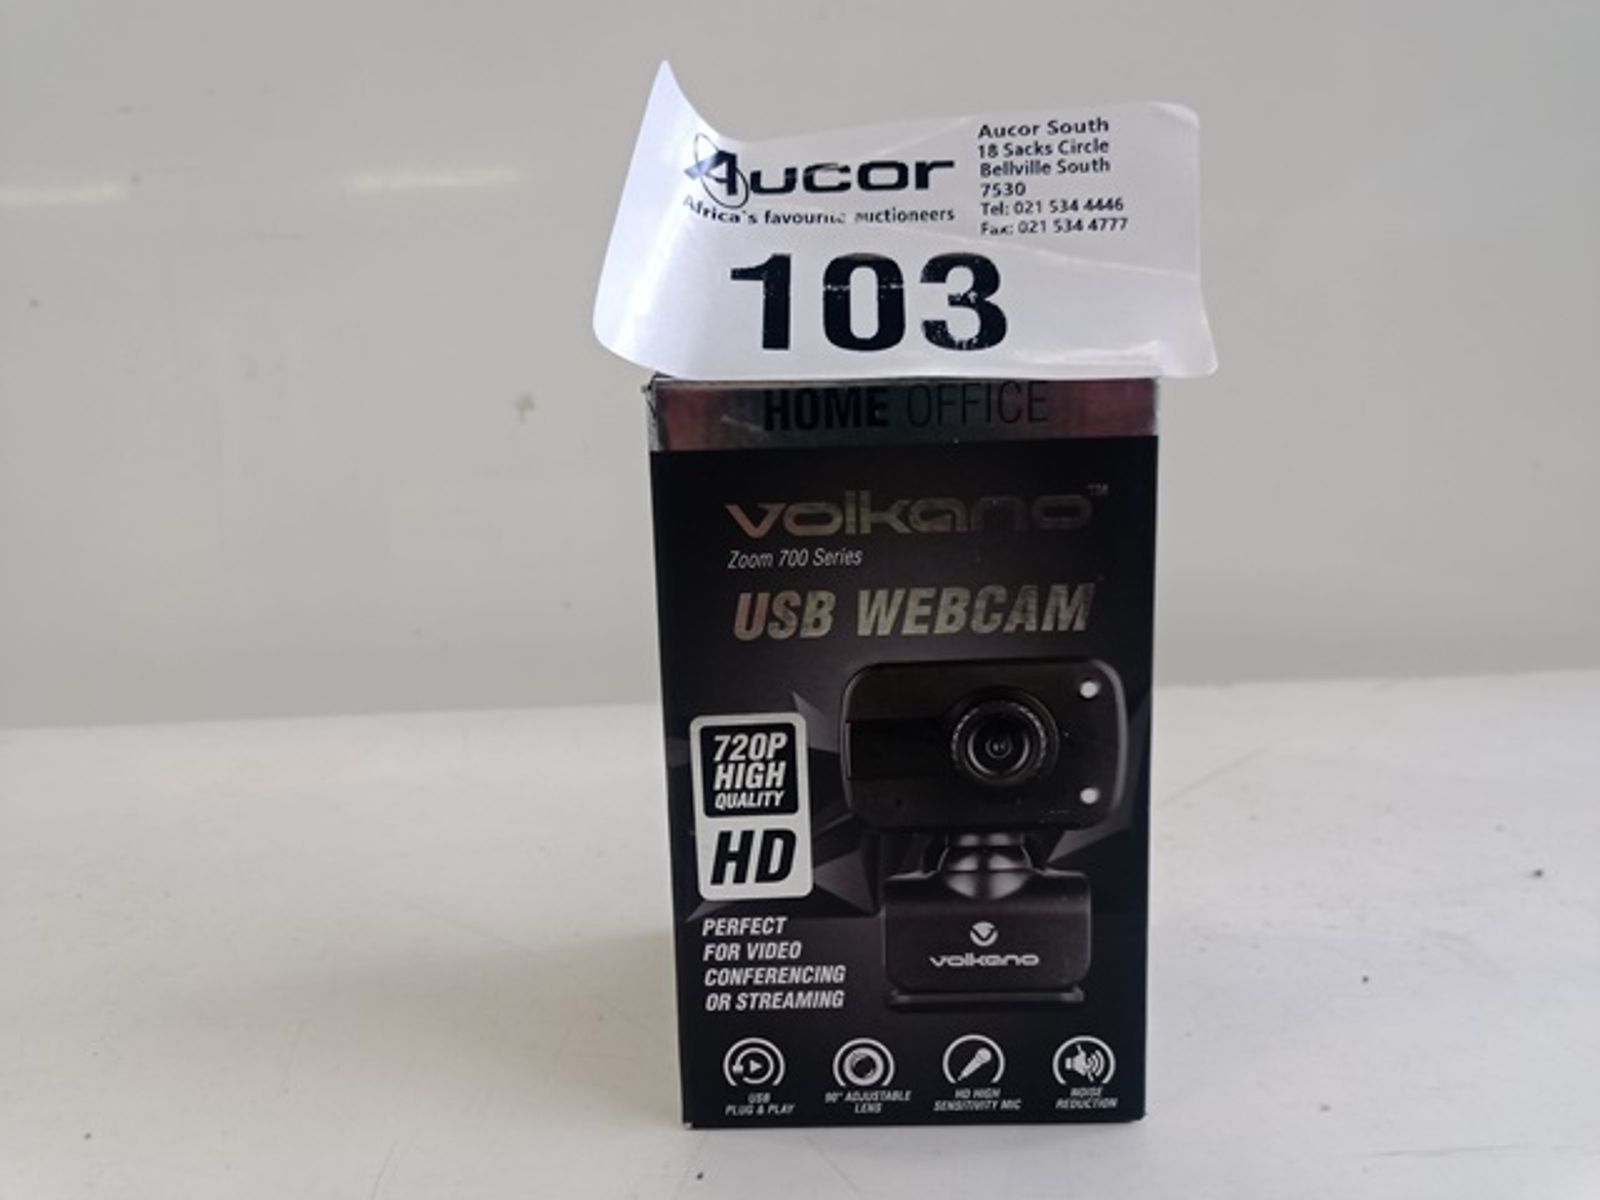 Aucor
Africa's favourite auctioneers
Aucor South
18 Sacks Circle
Bellville South
7530
Tel: 021 534 4446
Fax: 021 534 4777
103
HOME OFFICE
volkano™
Zoom 700 Series
USB WEBCAM
720P
HIGH
QUALITY
HD
PERFECT
FOR VIDEO
CONFERENCING
OR STREAMING
volkano
USB
PLUG & PLAY
90° ADJUSTABLE
LENS
HD HIGH
SENSITIVITY MIC
NOISE
REDUCTION